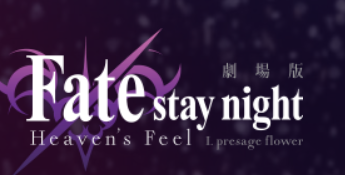 劇場版
Fate stay night
Heaven's Feel I. presage flower